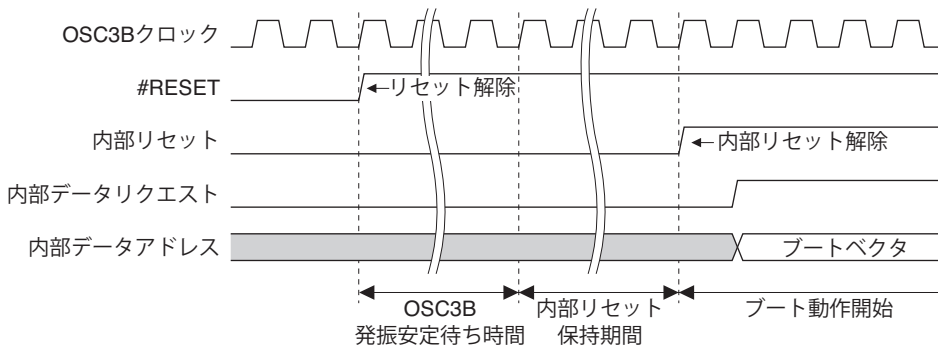 OSC3Bクロック
#RESET
リセット解除
内部リセット
内部リセット解除
内部データリクエスト
内部データアドレス
ブートベクタ
OSC3B
発振安定待ち時間
内部リセット
保持期間
ブート動作開始